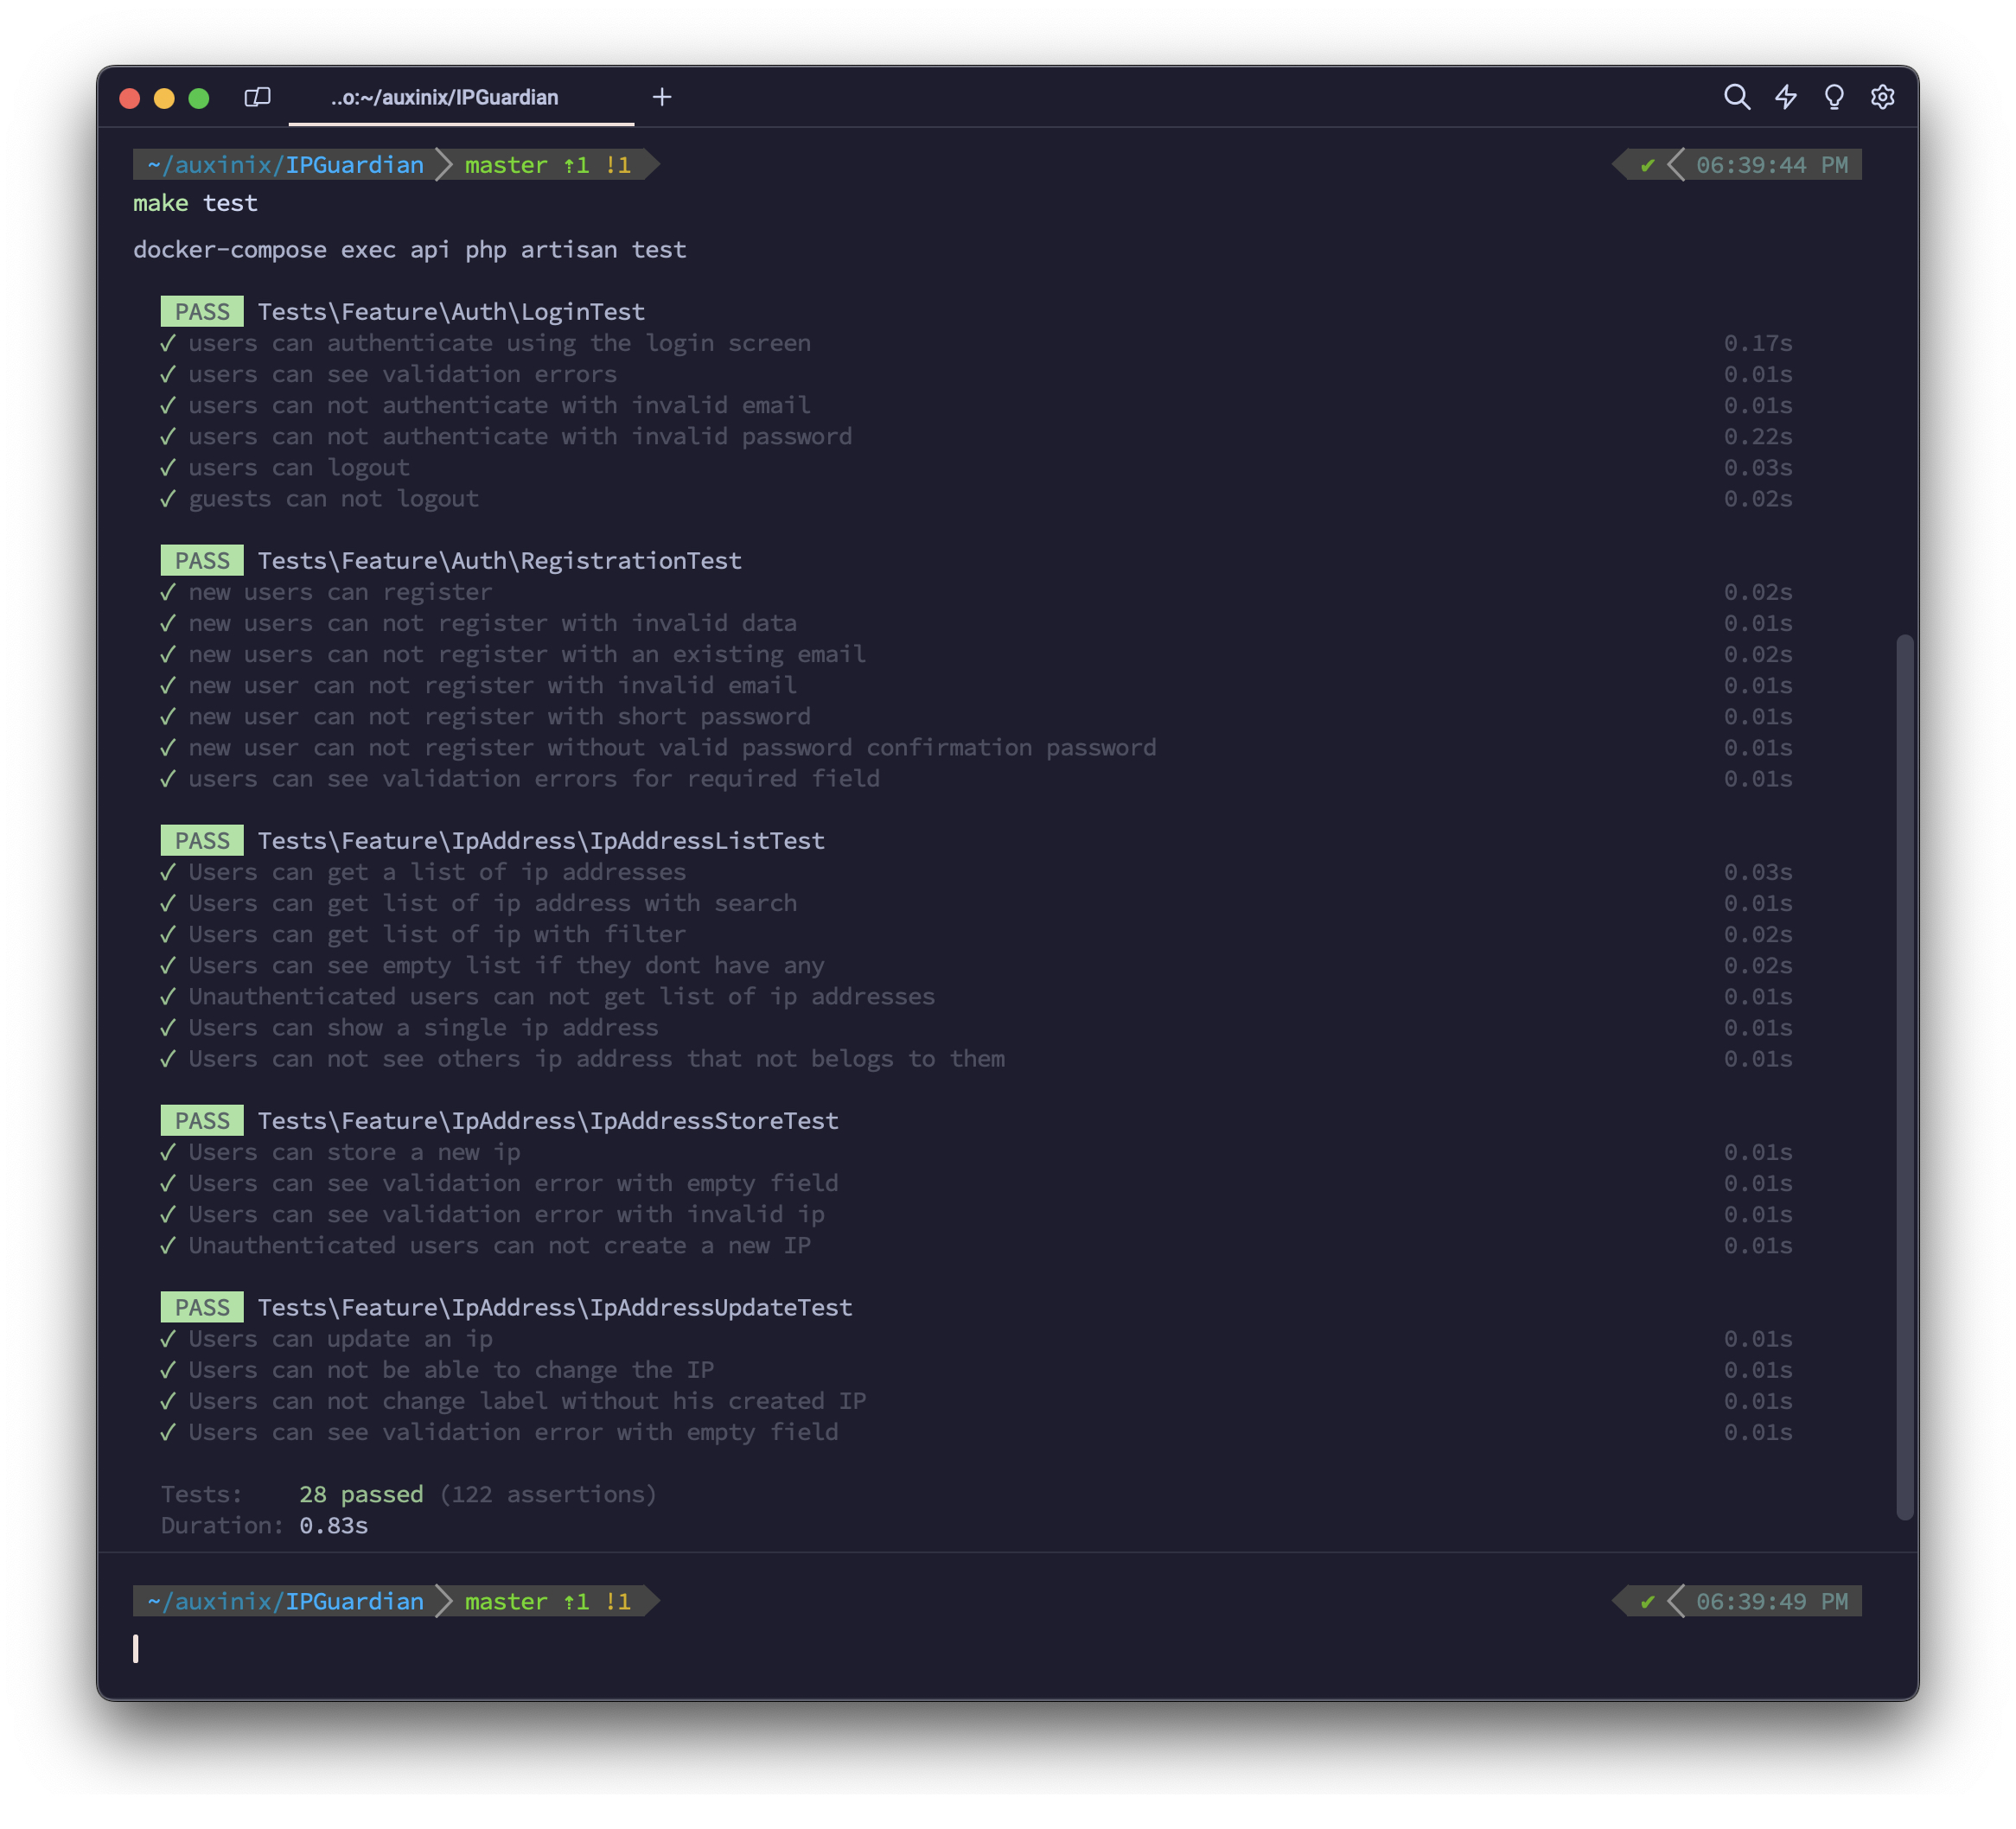 ..o:~/auxinix/IPGuardian
~/auxinix/IPGuardian master ⇡1 !1 ✔ 06:39:44 PM
make test
docker-compose exec api php artisan test
PASS Tests\Feature\Auth\LoginTest
✓ users can authenticate using the login screen 0.17s
✓ users can see validation errors 0.01s
✓ users can not authenticate with invalid email 0.01s
✓ users can not authenticate with invalid password 0.22s
✓ users can logout 0.03s
✓ guests can not logout 0.02s
PASS Tests\Feature\Auth\RegistrationTest
✓ new users can register 0.02s
✓ new users can not register with invalid data 0.01s
✓ new users can not register with an existing email 0.02s
✓ new user can not register with invalid email 0.01s
✓ new user can not register with short password 0.01s
✓ new user can not register without valid password confirmation password 0.01s
✓ users can see validation errors for required field 0.01s
PASS Tests\Feature\IpAddress\IpAddressListTest
✓ Users can get a list of ip addresses 0.03s
✓ Users can get list of ip address with search 0.01s
✓ Users can get list of ip with filter 0.02s
✓ Users can see empty list if they dont have any 0.02s
✓ Unauthenticated users can not get list of ip addresses 0.01s
✓ Users can show a single ip address 0.01s
✓ Users can not see others ip address that not belogs to them 0.01s
PASS Tests\Feature\IpAddress\IpAddressStoreTest
✓ Users can store a new ip 0.01s
✓ Users can see validation error with empty field 0.01s
✓ Users can see validation error with invalid ip 0.01s
✓ Unauthenticated users can not create a new IP 0.01s
PASS Tests\Feature\IpAddress\IpAddressUpdateTest
✓ Users can update an ip 0.01s
✓ Users can not be able to change the IP 0.01s
✓ Users can not change label without his created IP 0.01s
✓ Users can see validation error with empty field 0.01s
Tests: 28 passed (122 assertions)
Duration: 0.83s
~/auxinix/IPGuardian master ⇡1 !1 ✔ 06:39:49 PM